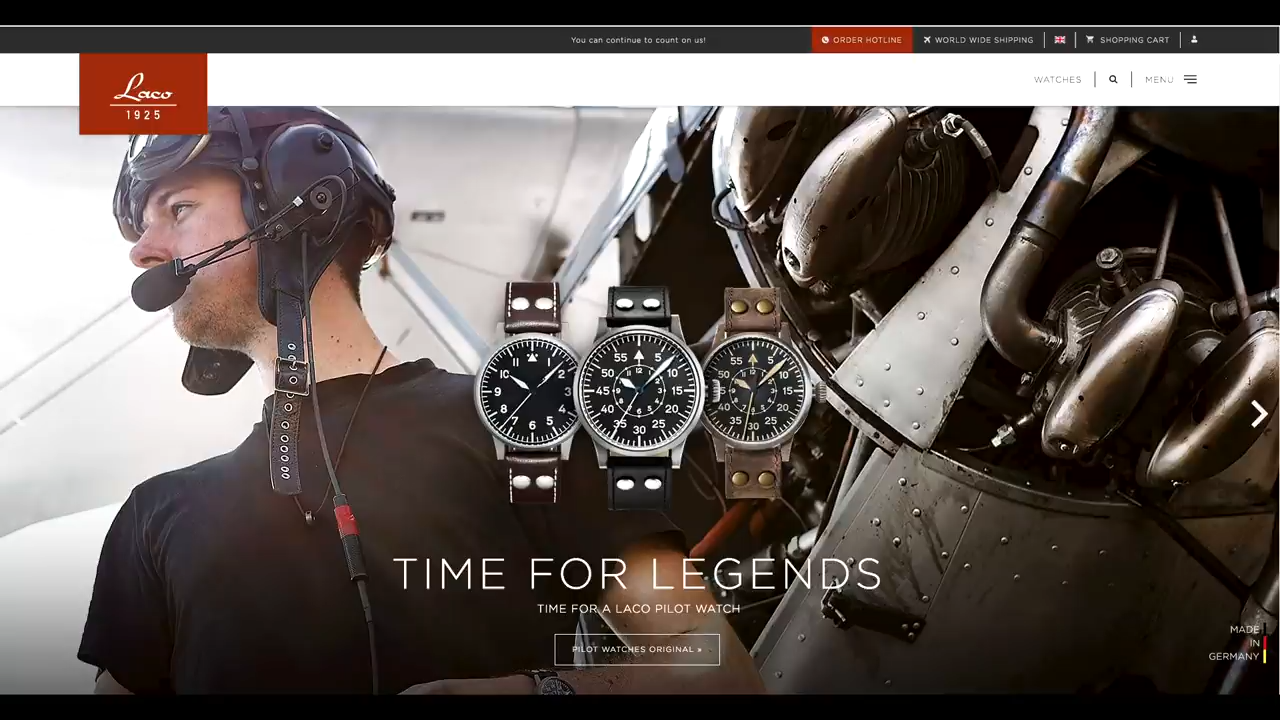 You can continue to count on us!
ORDER HOTLINE
WORLD WIDE SHIPPING
SHOPPING CART
Laco
1925
WATCHES
MENU
TIME FOR LEGENDS
TIME FOR A LACO PILOT WATCH
PILOT WATCHES ORIGINAL »
MADE
IN
GERMANY